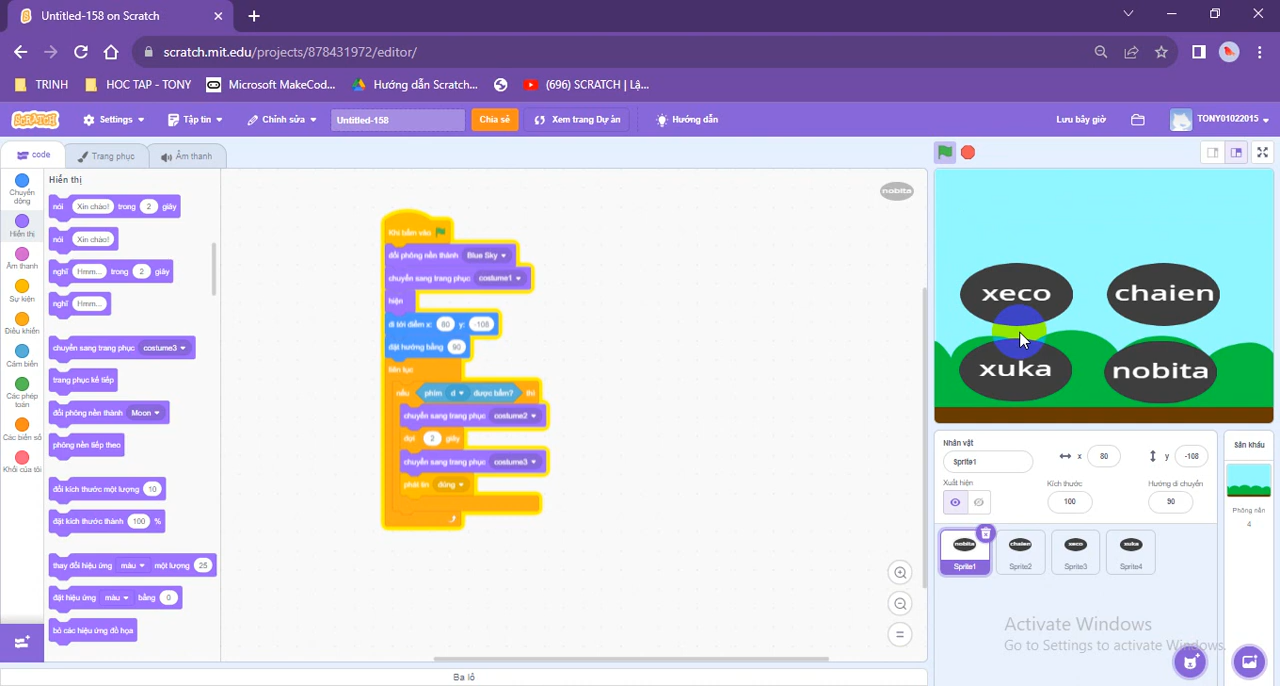 Untitled-158 on Scratch
scratch.mit.edu/projects/878431972/editor/
TRINH
HOC TAP - TONY
Microsoft MakeCod...
Hướng dẫn Scratch...
(696) SCRATCH | Lậ...
SCRATCH
Settings
Tập tin
Chỉnh sửa
Untitled-158
Chia sẻ
Xem trang Dự án
Hướng dẫn
Lưu bây giờ
TONY01022015
code
Trang phục
Âm thanh
Chuyển động
Hiển thị
Âm thanh
Sự kiện
Điều khiển
Cảm biến
Các phép toán
Các biến số
Khối của tôi
Hiển thị
nói Xin chào! trong 2 giây
nói Xin chào!
nghĩ Hmm... trong 2 giây
nghĩ Hmm...
chuyển sang trang phục costume3
trang phục kế tiếp
đổi phông nền thành Moon
phông nền tiếp theo
đổi kích thước một lượng 10
đặt kích thước thành 100 %
thay đổi hiệu ứng màu một lượng 25
đặt hiệu ứng màu bằng 0
bỏ các hiệu ứng đồ họa
Khi bấm vào
đổi phông nền thành Blue Sky
chuyển sang trang phục costume1
hiện
đi tới điểm x: 80 y: -108
đặt hướng bằng 90
liên tục
nếu phím d được bấm? thì
chuyển sang trang phục costume2
đợi 2 giây
chuyển sang trang phục costume3
phát tin dừng
nobita
xeco
chaien
xuka
nobita
Nhân vật
Sprite1
x 80
y -108
Xuất hiện
Kích thước
100
Hướng di chuyển
90
nobita
Sprite1
chaien
Sprite2
xeco
Sprite3
xuka
Sprite4
Sân khấu
Phông nền
4
Activate Windows
Go to Settings to activate Windows.
Ba lô